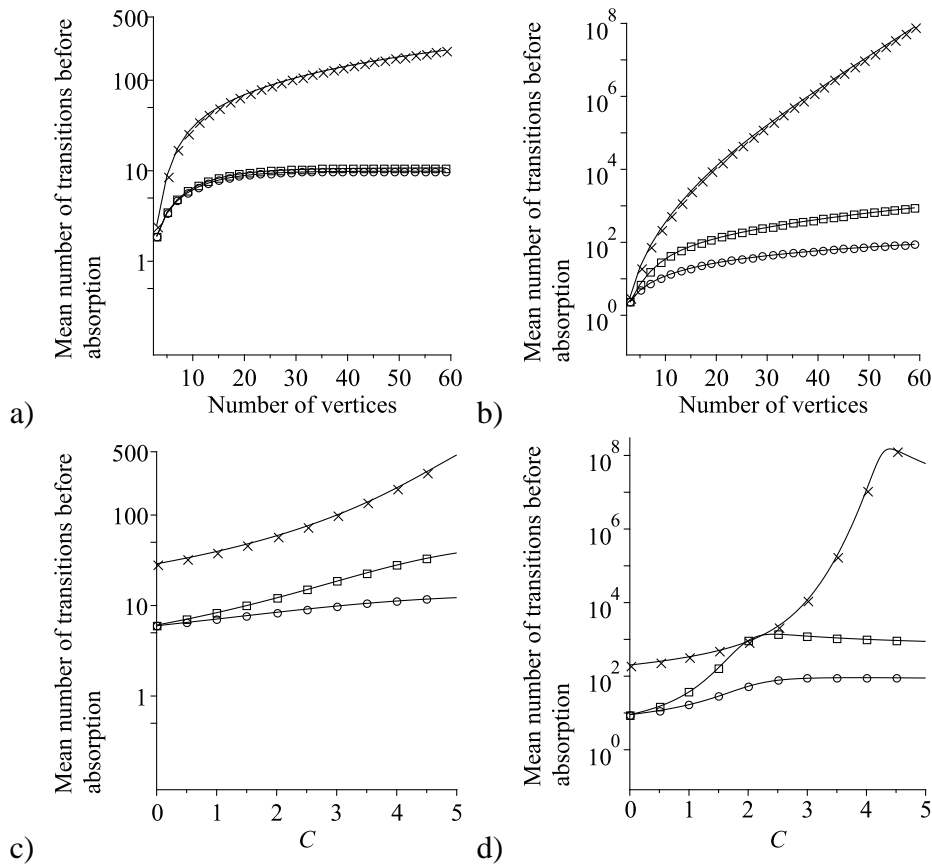 500
100
10
1
Mean number of transitions before
absorption
10 20 30 40 50 60
Number of vertices
a)
10^8
10^6
10^4
10^2
10^0
Mean number of transitions before
absorption
10 20 30 40 50 60
Number of vertices
b)
500
100
10
1
Mean number of transitions before
absorption
0 1 2 3 4 5
C
c)
10^8
10^6
10^4
10^2
10^0
Mean number of transitions before
absorption
0 1 2 3 4 5
C
d)